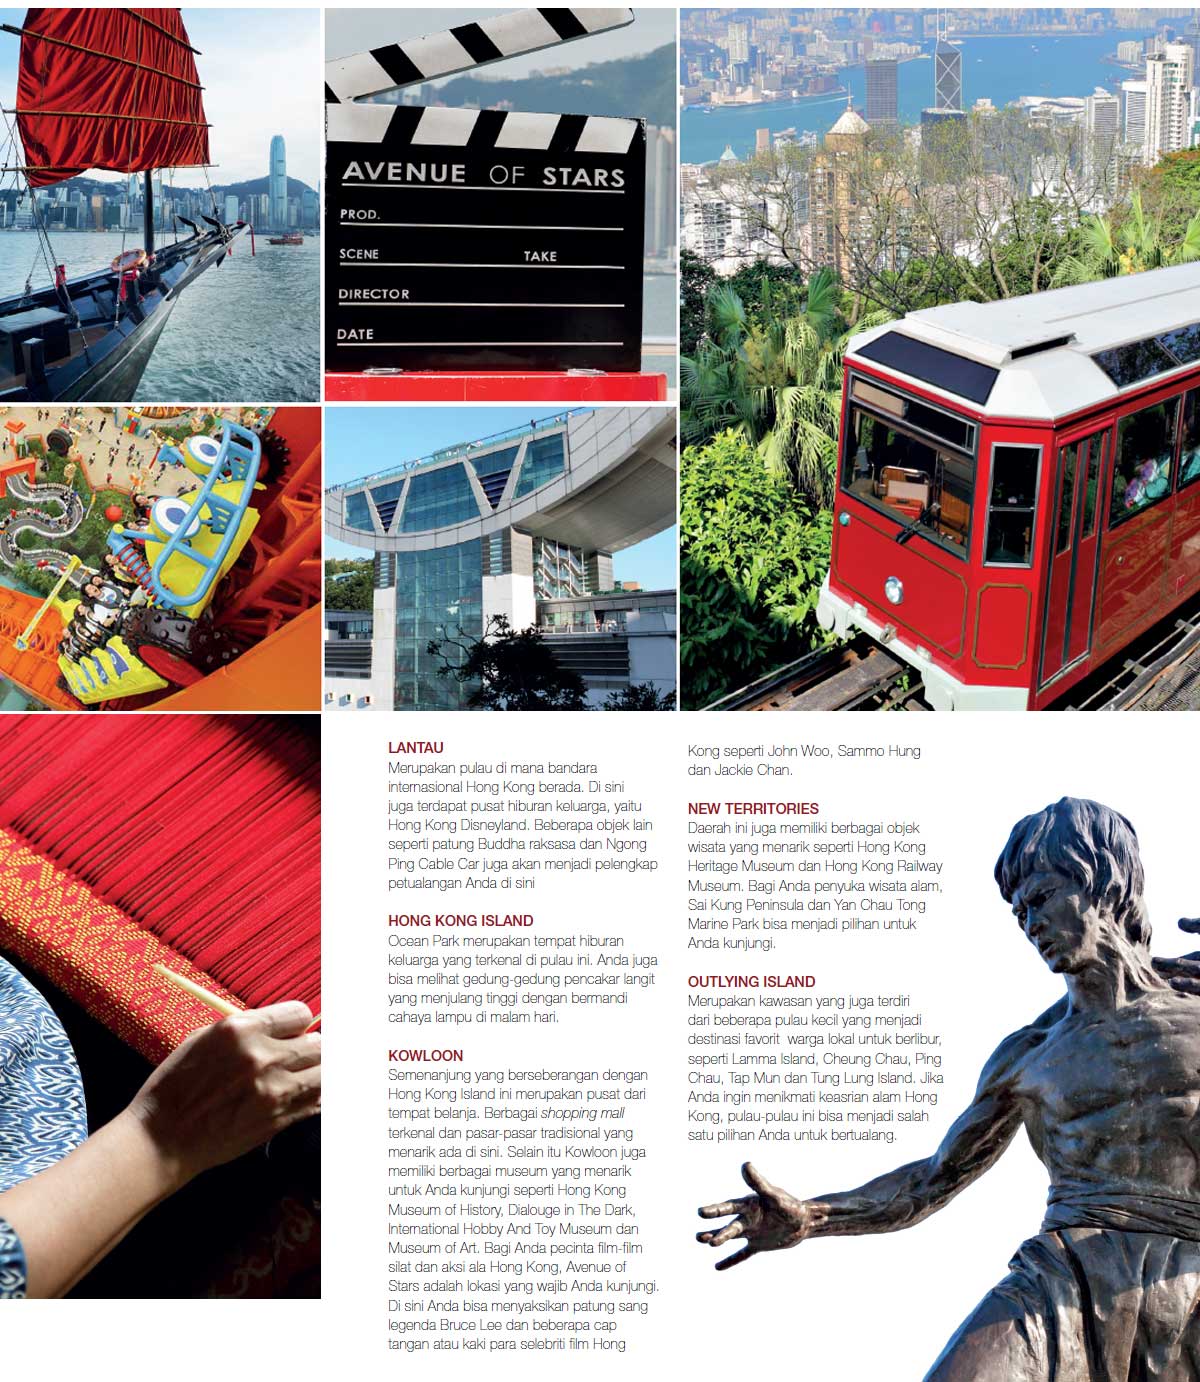 AVENUE OF STARS
PROD.
SCENE TAKE
DIRECTOR
DATE
LANTAU
Merupakan pulau di mana bandara
internasional Hong Kong berada. Di sini
juga terdapat pusat hiburan keluarga, yaitu
Hong Kong Disneyland. Beberapa objek lain
seperti patung Buddha raksasa dan Ngong
Ping Cable Car juga akan menjadi pelengkap
petualangan Anda di sini
HONG KONG ISLAND
Ocean Park merupakan tempat hiburan
keluarga yang terkenal di pulau ini. Anda juga
bisa melihat gedung-gedung pencakar langit
yang menjulang tinggi dengan bermandi
cahaya lampu di malam hari.
KOWLOON
Semenanjung yang berseberangan dengan
Hong Kong Island ini merupakan pusat dari
tempat belanja. Berbagai shopping mall
terkenal dan pasar-pasar tradisional yang
menarik ada di sini. Selain itu Kowloon juga
memiliki berbagai museum yang menarik
untuk Anda kunjungi seperti Hong Kong
Museum of History, Dialouge in The Dark,
International Hobby And Toy Museum dan
Museum of Art. Bagi Anda pecinta film-film
silat dan aksi ala Hong Kong, Avenue of
Stars adalah lokasi yang wajib Anda kunjungi.
Di sini Anda bisa menyaksikan patung sang
legenda Bruce Lee dan beberapa cap
tangan atau kaki para selebriti film Hong
Kong seperti John Woo, Sammo Hung
dan Jackie Chan.
NEW TERRITORIES
Daerah ini juga memiliki berbagai objek
wisata yang menarik seperti Hong Kong
Heritage Museum dan Hong Kong Railway
Museum. Bagi Anda penyuka wisata alam,
Sai Kung Peninsula dan Yan Chau Tong
Marine Park bisa menjadi pilihan untuk
Anda kunjungi.
OUTLYING ISLAND
Merupakan kawasan yang juga terdiri
dari beberapa pulau kecil yang menjadi
destinasi favorit warga lokal untuk berlibur,
seperti Lamma Island, Cheung Chau, Ping
Chau, Tap Mun dan Tung Lung Island. Jika
Anda ingin menikmati keasrian alam Hong
Kong, pulau-pulau ini bisa menjadi salah
satu pilihan Anda untuk bertualang.